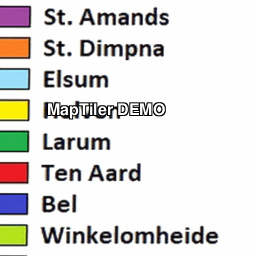 St. Amands
St. Dimpna
Elsum
MapTiler DEMO
Larum
Ten Aard
Bel
Winkelomheide